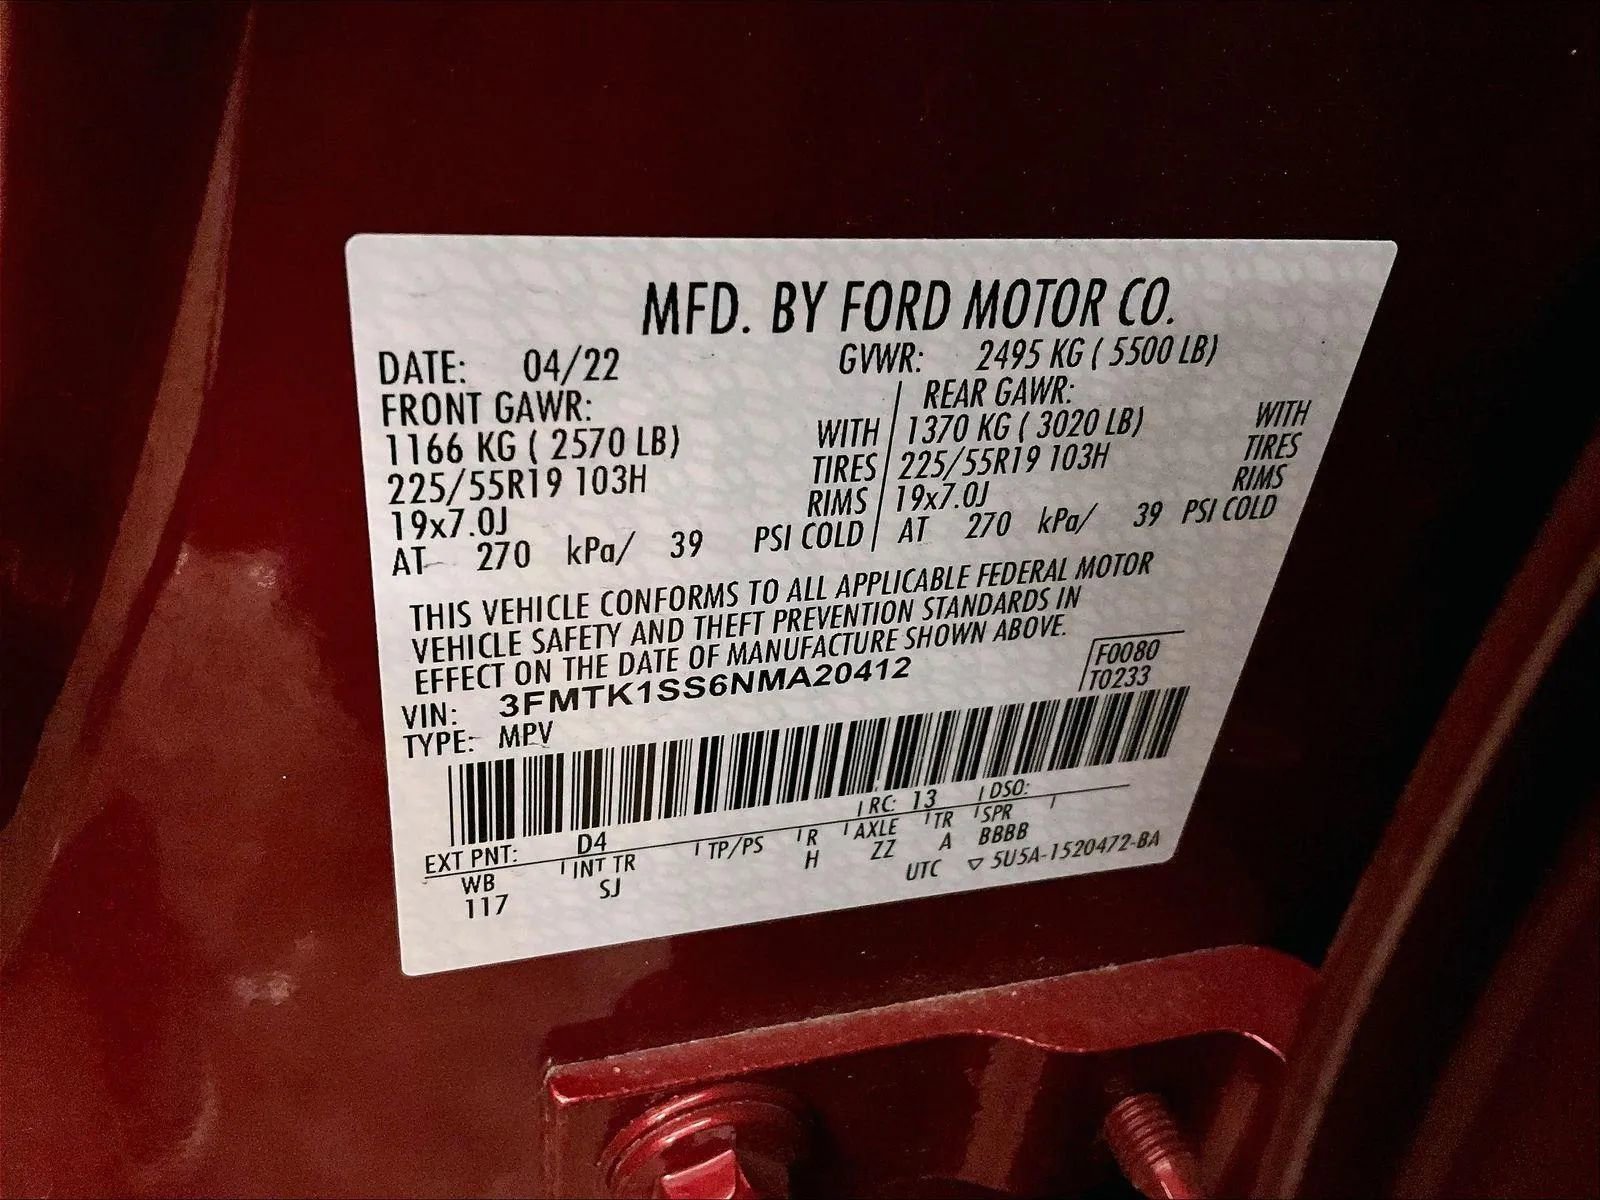 MFD. BY FORD MOTOR CO.
DATE: 04/22 GVWR: 2495 KG ( 5500 LB)
FRONT GAWR: REAR GAWR:
1166 KG ( 2570 LB) WITH 1370 KG ( 3020 LB) WITH
225/55R19 103H TIRES 225/55R19 103H TIRES
19x7.0J RIMS 19x7.0J RIMS
AT 270 kPa/ 39 PSI COLD AT 270 kPa/ 39 PSI COLD
THIS VEHICLE CONFORMS TO ALL APPLICABLE FEDERAL MOTOR
VEHICLE SAFETY AND THEFT PREVENTION STANDARDS IN
EFFECT ON THE DATE OF MANUFACTURE SHOWN ABOVE.
VIN: 3FMTK1SS6NMA20412 F0080
TYPE: MPV T0233
EXT PNT: D4 RC: 13 DSO:
WB INT TR TP/PS R AXLE TR SPR
117 SJ H ZZ A BBBB
UTC ▽ 5U5A-1520472-BA